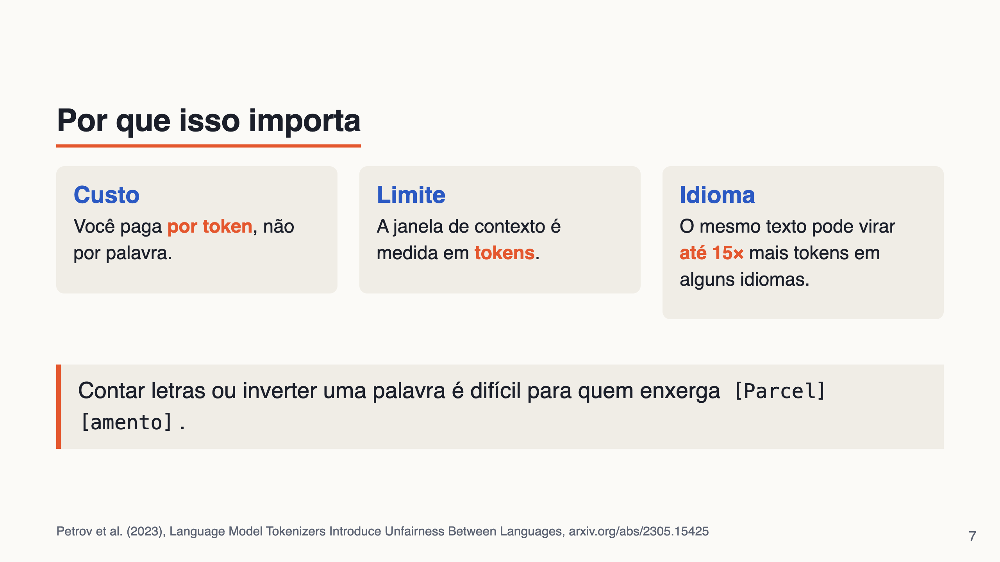 Por que isso importa
Custo
Você paga por token, não
por palavra.
Limite
A janela de contexto é
medida em tokens.
Idioma
O mesmo texto pode virar
até 15× mais tokens em
alguns idiomas.
Contar letras ou inverter uma palavra é difícil para quem enxerga [Parcel]
[amento] .
Petrov et al. (2023), Language Model Tokenizers Introduce Unfairness Between Languages, arxiv.org/abs/2305.15425
7